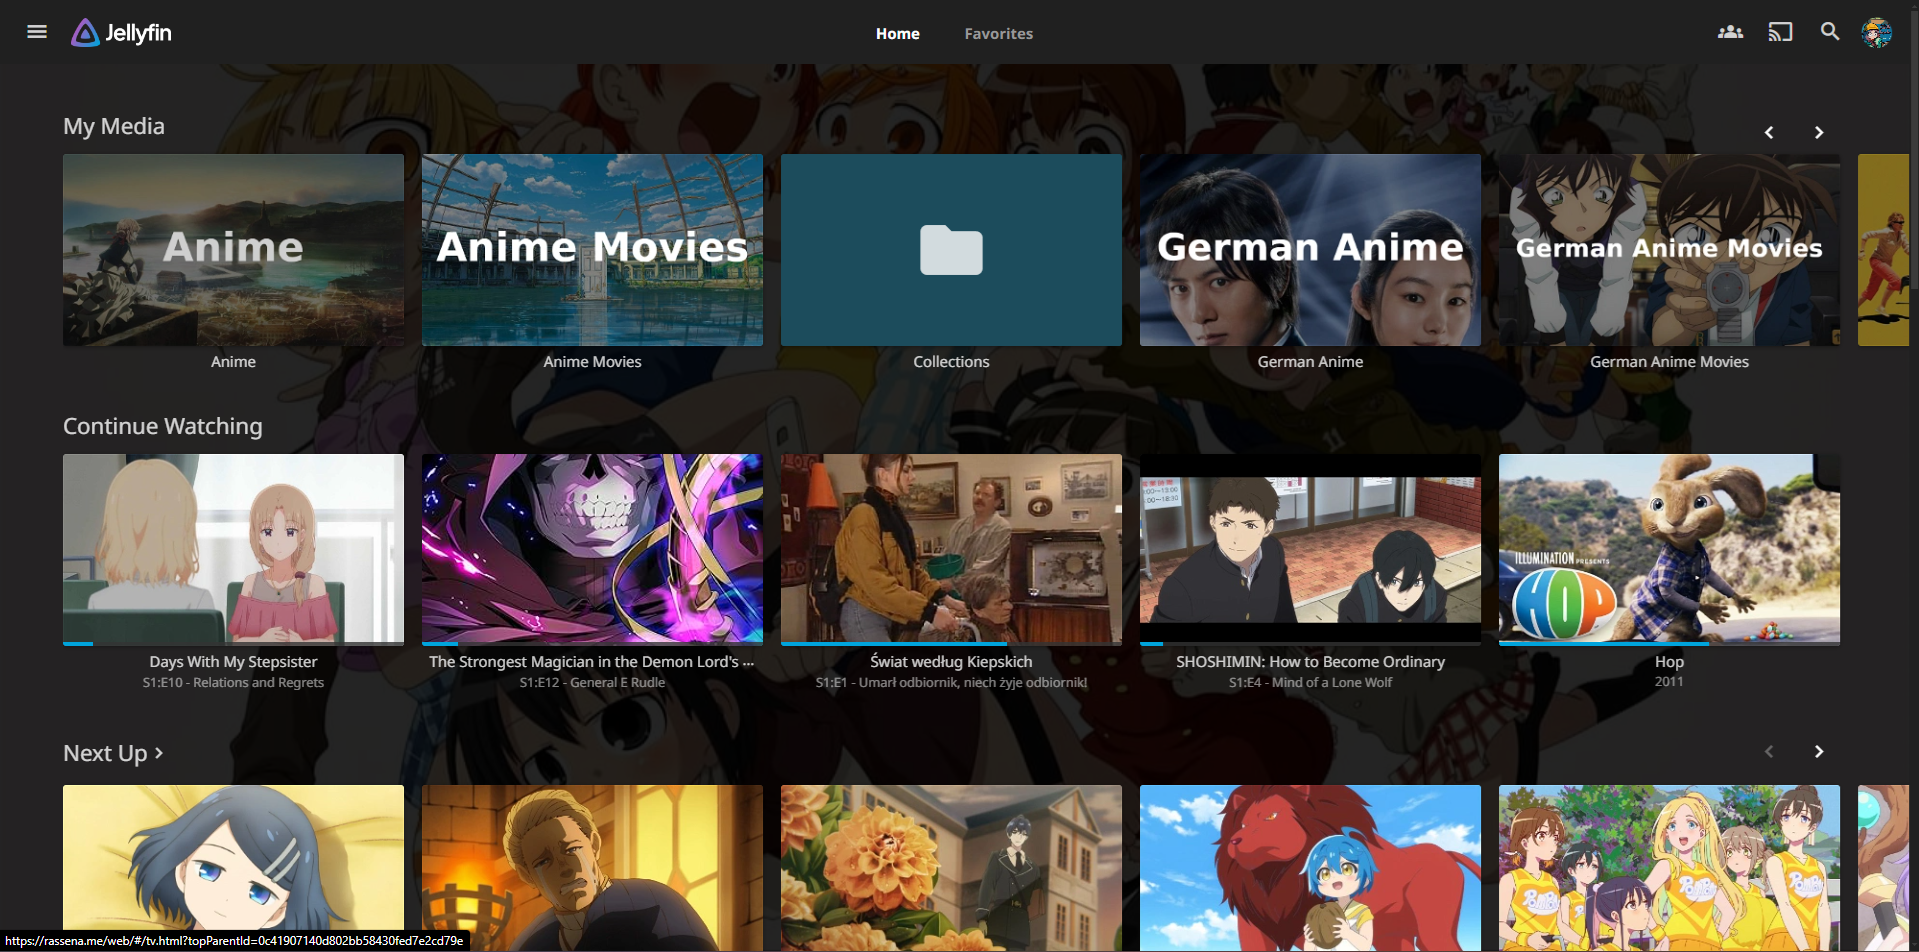 Jellyfin
Home
Favorites
My Media
Anime
Anime Movies
German Anime
German Anime Movies
Anime
Anime Movies
Collections
German Anime
German Anime Movies
Continue Watching
ILLUMINATION PRESENTS
HOP
Days With My Stepsister
S1:E10 - Relations and Regrets
The Strongest Magician in the Demon Lord's ...
S1:E12 - General E Rudle
Świat według Kiepskich
S1:E1 - Umarł odbiornik, niech żyje odbiornik!
SHOSHIMIN: How to Become Ordinary
S1:E4 - Mind of a Lone Wolf
Hop
2011
Next Up
https://rassena.me/web/#/tv.html?topParentId=0c41907140d802bb58430fed7e2cd79e